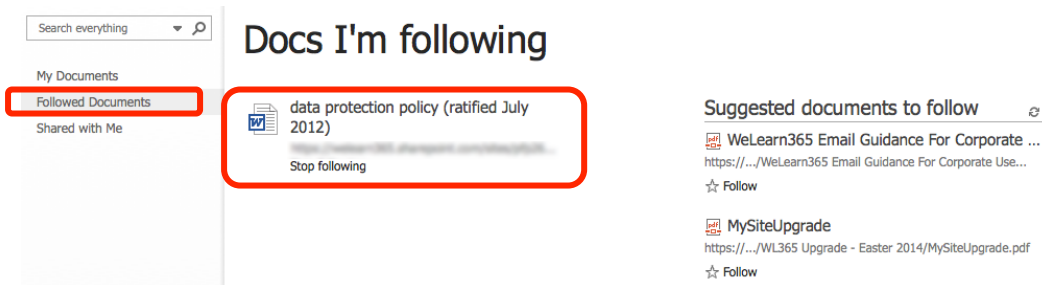 Search everything
My Documents
Followed Documents
Shared with Me
Docs I'm following
data protection policy (ratified July
2012)
Stop following
Suggested documents to follow
WeLearn365 Email Guidance For Corporate ...
https://.../WeLearn365 Email Guidance For Corporate Use...
Follow
MySiteUpgrade
https://.../WL365 Upgrade - Easter 2014/MySiteUpgrade.pdf
Follow